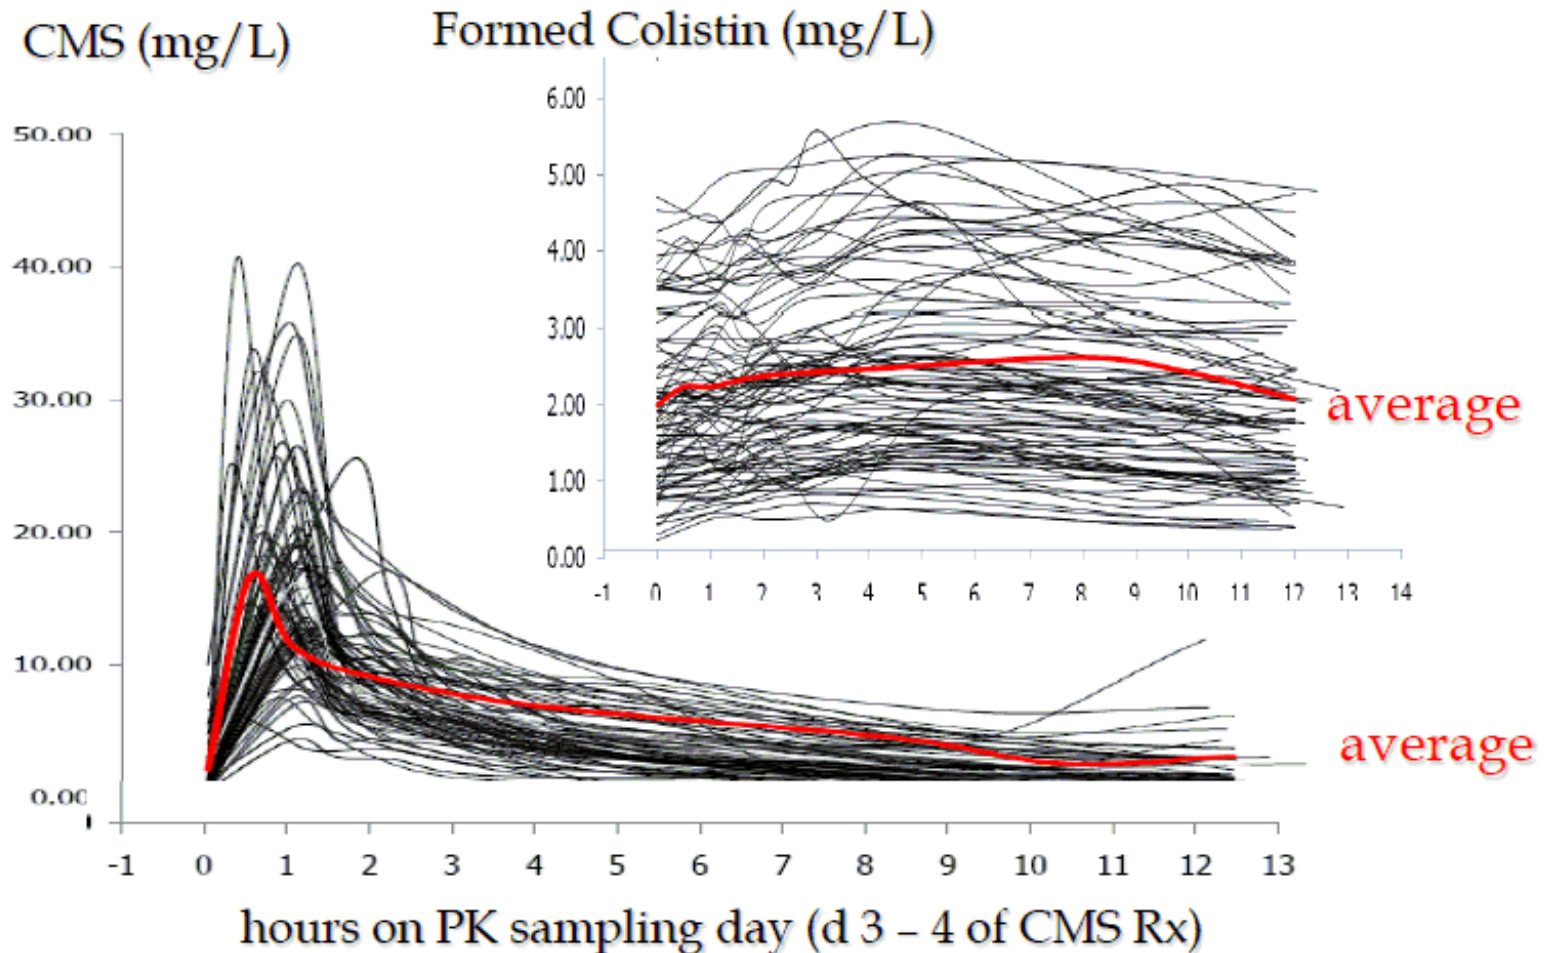 CMS (mg/L)
Formed Colistin (mg/L)
6.00
5.00
4.00
3.00
2.00
1.00
0.00
-1 0 1 2 3 4 5 6 7 8 9 10 11 12 13 14
average
50.00
40.00
30.00
20.00
10.00
0.00
average
-1 0 1 2 3 4 5 6 7 8 9 10 11 12 13
hours on PK sampling day (d 3 – 4 of CMS Rx)